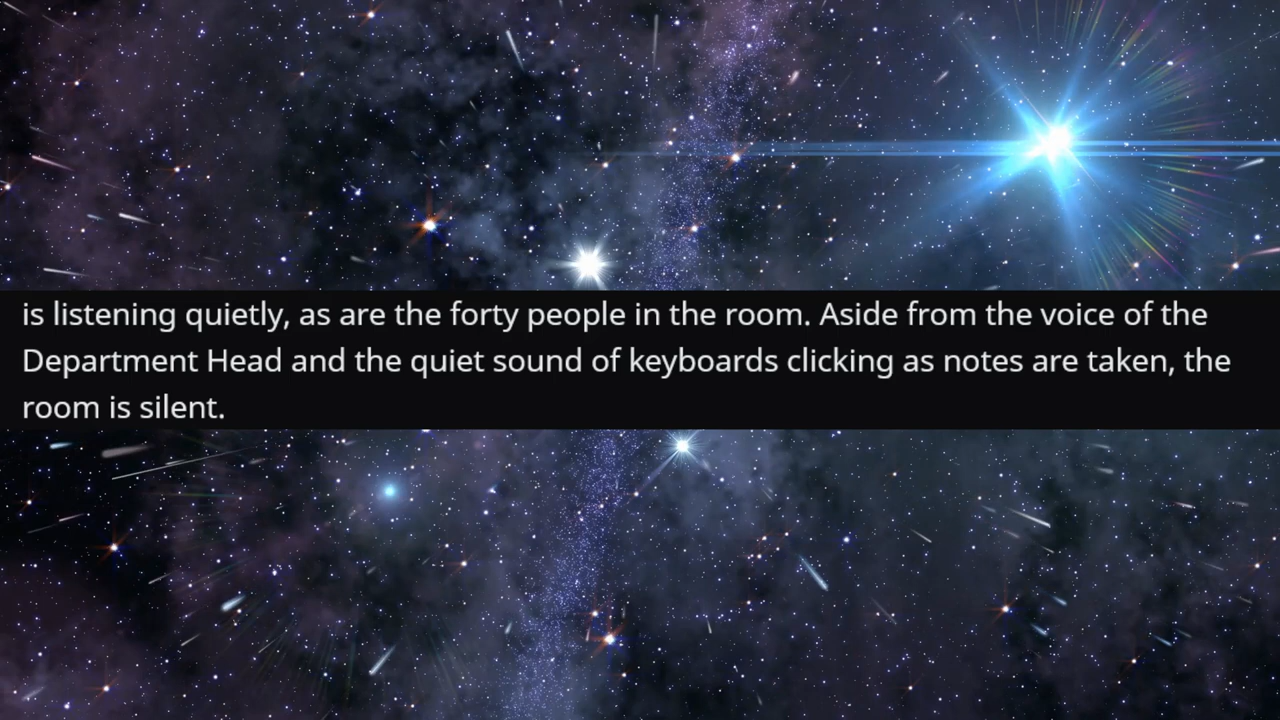 is listening quietly, as are the forty people in the room. Aside from the voice of the
Department Head and the quiet sound of keyboards clicking as notes are taken, the
room is silent.